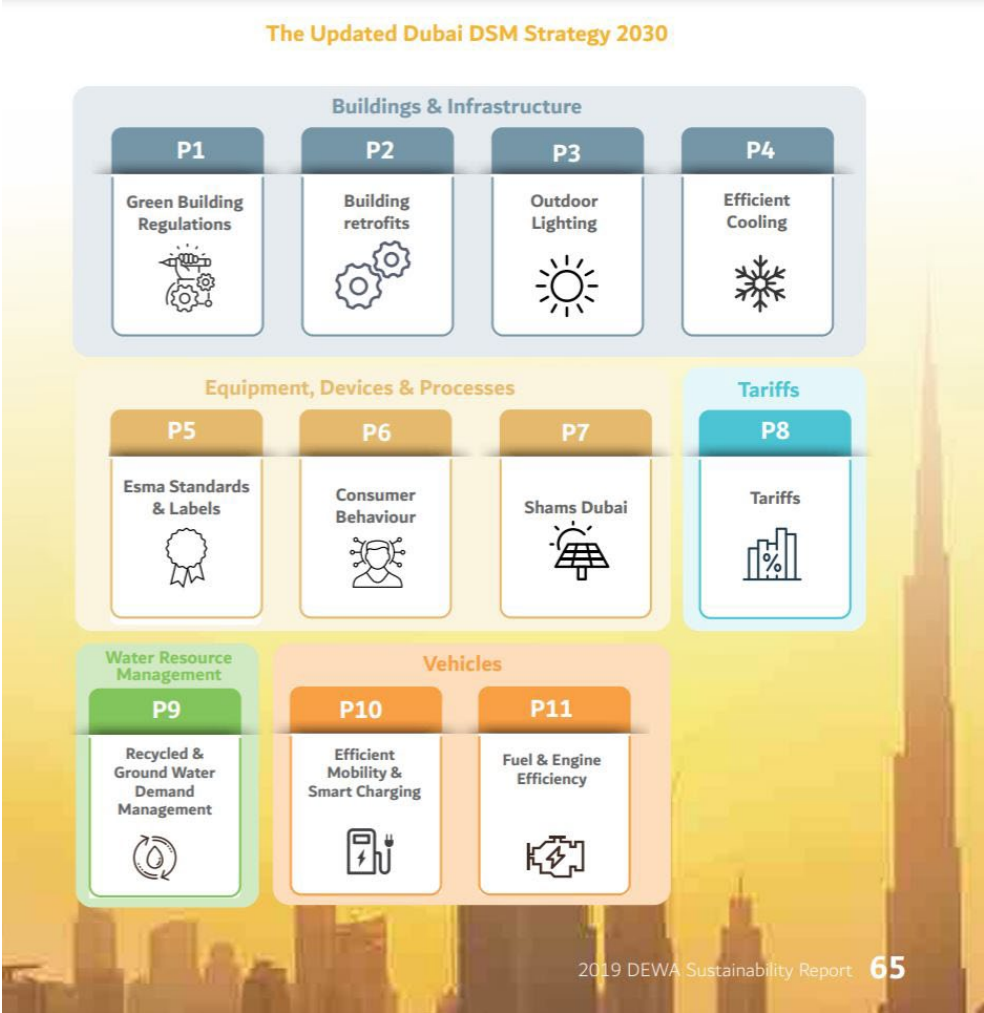 The Updated Dubai DSM Strategy 2030
Buildings & Infrastructure
P1
Green Building
Regulations
P2
Building
retrofits
P3
Outdoor
Lighting
P4
Efficient
Cooling
Equipment, Devices & Processes
P5
Esma Standards
& Labels
P6
Consumer
Behaviour
P7
Shams Dubai
Tariffs
P8
Tariffs
%
Water Resource
Management
P9
Recycled &
Ground Water
Demand
Management
Vehicles
P10
Efficient
Mobility &
Smart Charging
P11
Fuel & Engine
Efficiency
2019 DEWA Sustainability Report 65